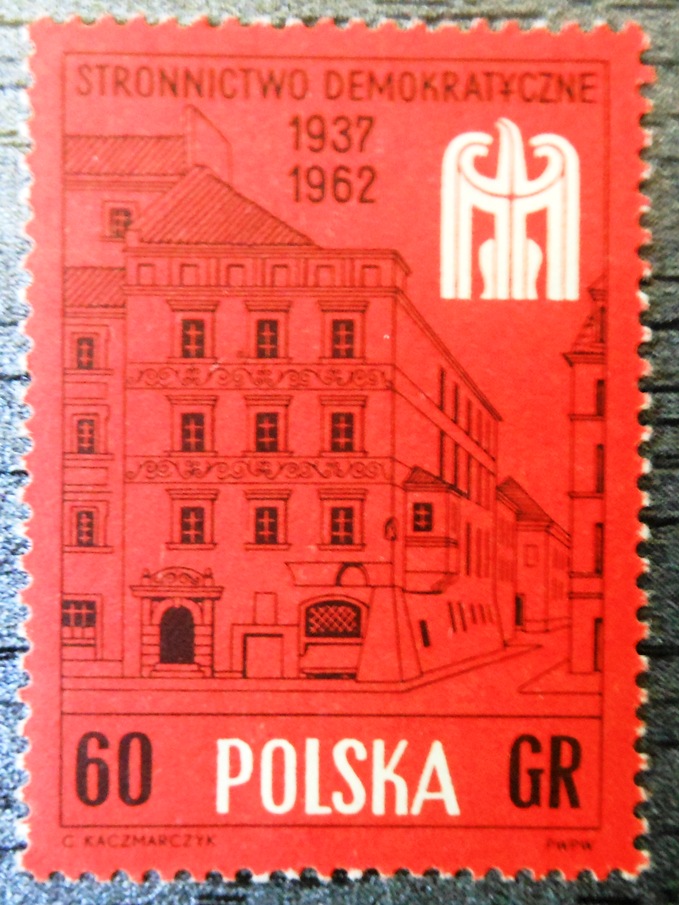 STRONNICTWO DEMOKRATYCZNE
1937
1962
60 POLSKA GR
C. KACZMARCZYK PWPW